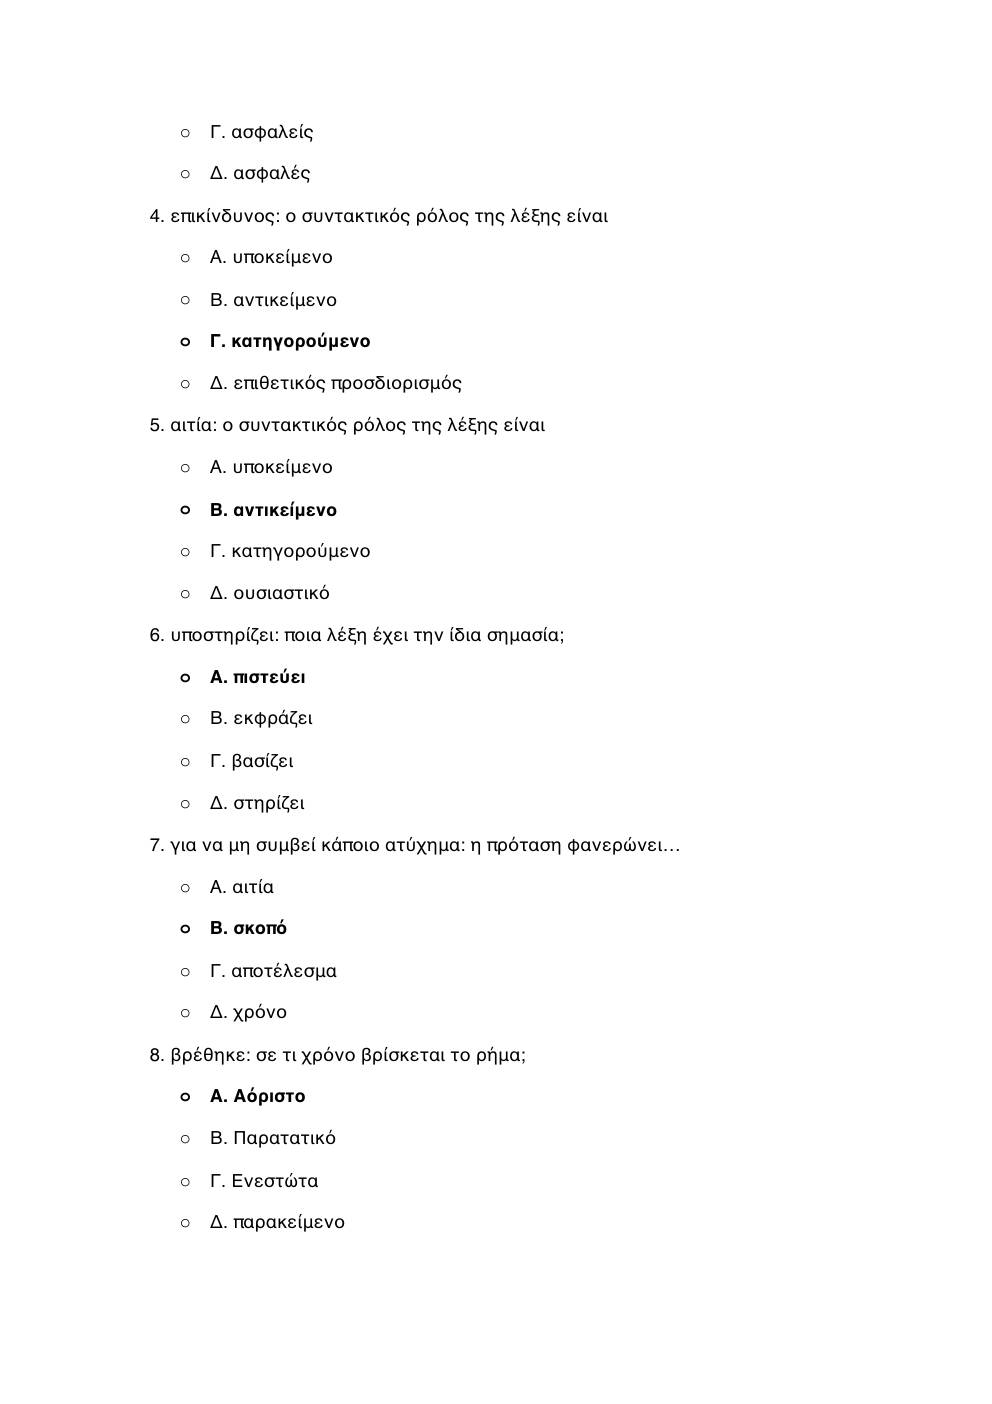 ○ Γ. ασφαλείς
○ Δ. ασφαλές
4. επικίνδυνος: ο συντακτικός ρόλος της λέξης είναι
○ Α. υποκείμενο
○ Β. αντικείμενο
○ Γ. κατηγορούμενο
○ Δ. επιθετικός προσδιορισμός
5. αιτία: ο συντακτικός ρόλος της λέξης είναι
○ Α. υποκείμενο
○ Β. αντικείμενο
○ Γ. κατηγορούμενο
○ Δ. ουσιαστικό
6. υποστηρίζει: ποια λέξη έχει την ίδια σημασία;
○ Α. πιστεύει
○ Β. εκφράζει
○ Γ. βασίζει
○ Δ. στηρίζει
7. για να μη συμβεί κάποιο ατύχημα: η πρόταση φανερώνει…
○ Α. αιτία
○ Β. σκοπό
○ Γ. αποτέλεσμα
○ Δ. χρόνο
8. βρέθηκε: σε τι χρόνο βρίσκεται το ρήμα;
○ Α. Αόριστο
○ Β. Παρατατικό
○ Γ. Ενεστώτα
○ Δ. παρακείμενο